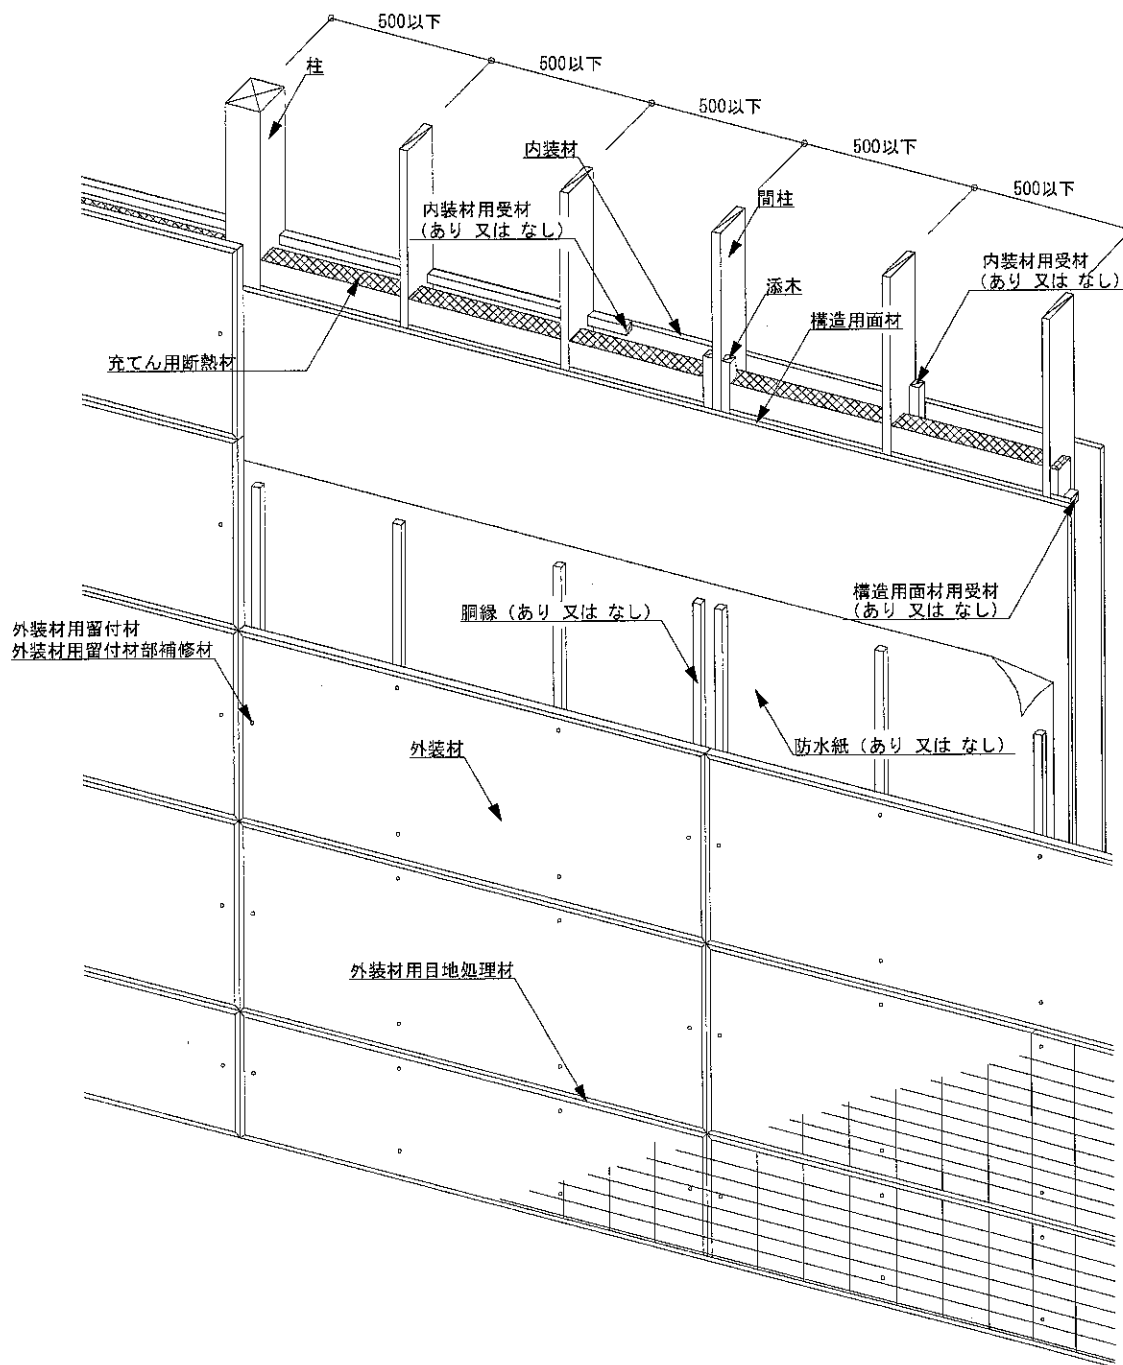 500以下
500以下
500以下
500以下
500以下
柱
内装材
間柱
内装材用受材
(あり 又は なし)
内装材用受材
(あり 又は なし)
添木
構造用面材
充てん用断熱材
構造用面材用受材
(あり 又は なし)
胴縁 (あり 又は なし)
外装材用留付材
外装材用留付材部補修材
外装材
防水紙 (あり 又は なし)
外装材用目地処理材